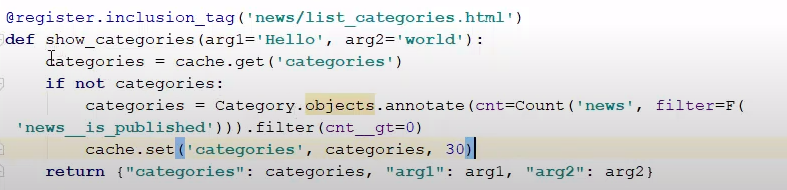 @register.inclusion_tag('news/list_categories.html')
def show_categories(arg1='Hello', arg2='world'):
    categories = cache.get('categories')
    if not categories:
        categories = Category.objects.annotate(cnt=Count('news', filter=F(
 'news__is_published'))).filter(cnt__gt=0)
        cache.set('categories', categories, 30)
    return {"categories": categories, "arg1": arg1, "arg2": arg2}